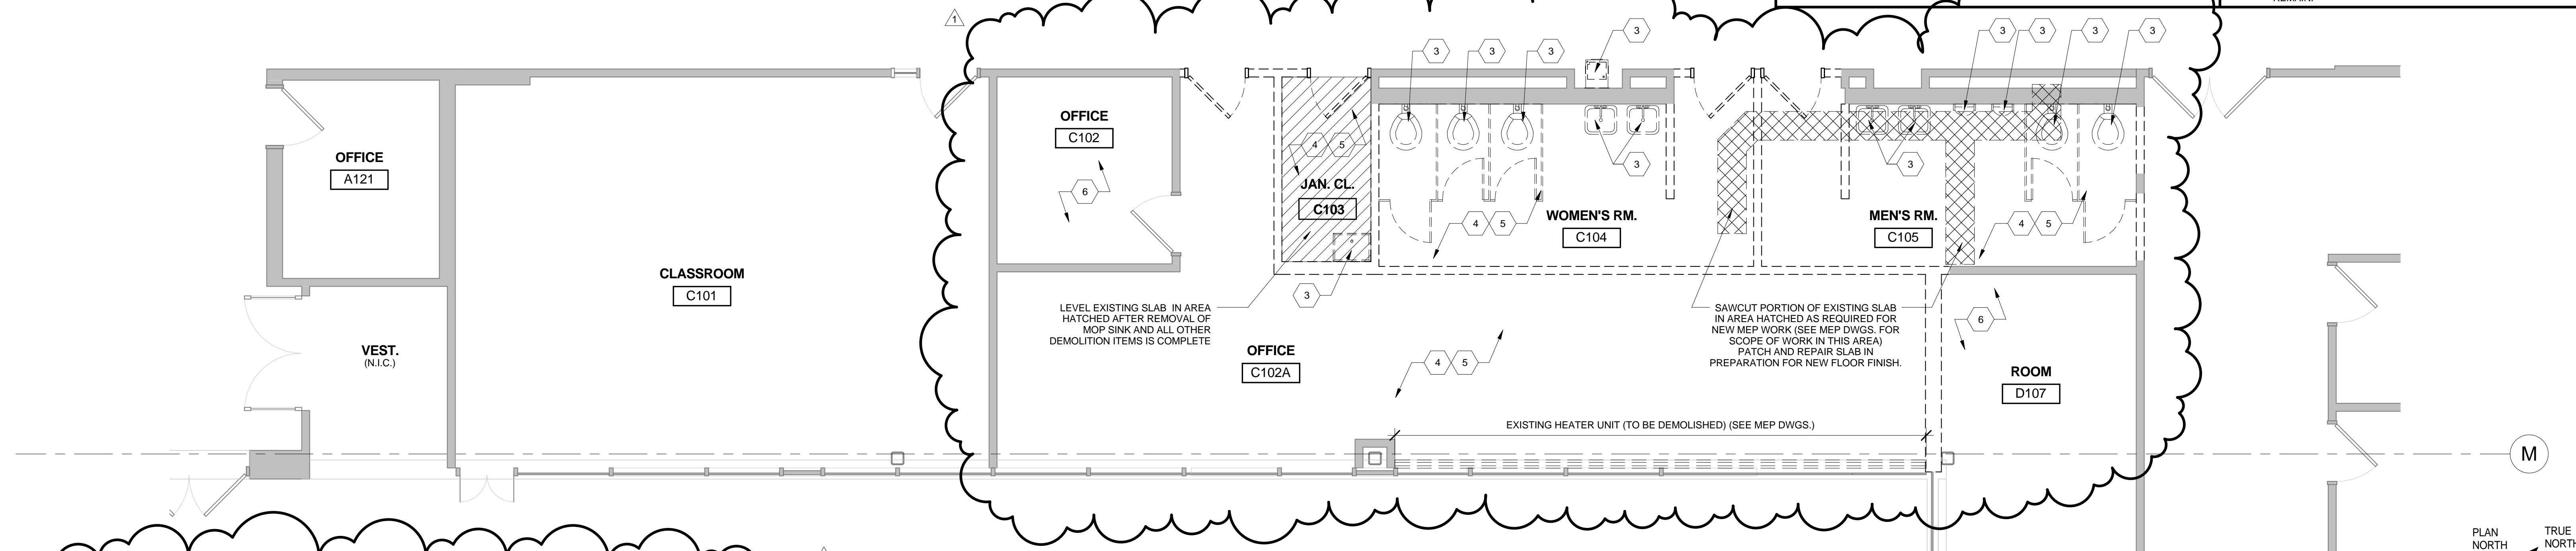 REMAIN.
1
3
3
3
3
3
3
3
3
OFFICE
A121
OFFICE
C102
6
4
5
JAN. CL.
C103
3
3
3
4
5
WOMEN'S RM.
C104
MEN'S RM.
C105
4
5
CLASSROOM
C101
3
LEVEL EXISTING SLAB IN AREA
HATCHED AFTER REMOVAL OF
MOP SINK AND ALL OTHER
DEMOLITION ITEMS IS COMPLETE
SAWCUT PORTION OF EXISTING SLAB
IN AREA HATCHED AS REQUIRED FOR
NEW MEP WORK (SEE MEP DWGS. FOR
SCOPE OF WORK IN THIS AREA)
PATCH AND REPAIR SLAB IN
PREPARATION FOR NEW FLOOR FINISH.
6
VEST.
(N.I.C.)
OFFICE
C102A
4
5
ROOM
D107
EXISTING HEATER UNIT (TO BE DEMOLISHED) (SEE MEP DWGS.)
M
PLAN
NORTH
TRUE
NORTH